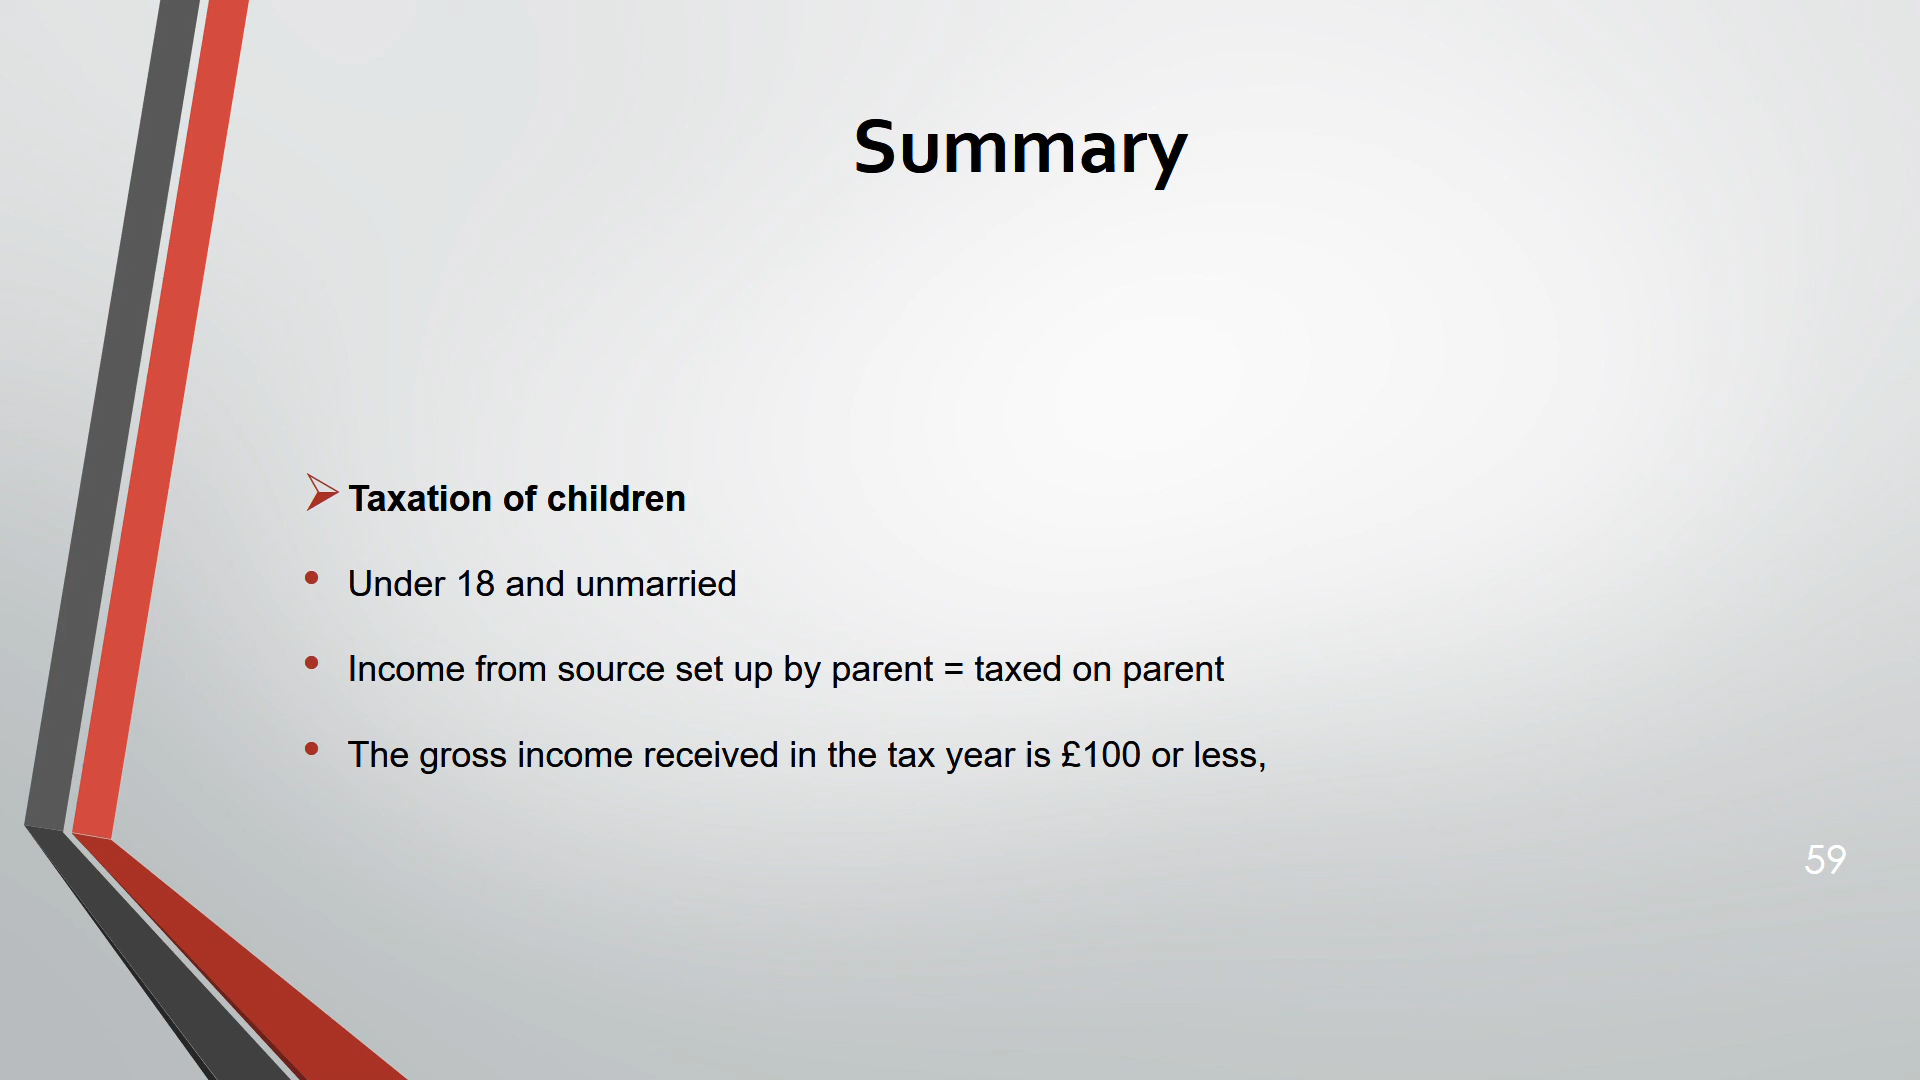 Summary
Taxation of children
Under 18 and unmarried
Income from source set up by parent = taxed on parent
The gross income received in the tax year is £100 or less,
59